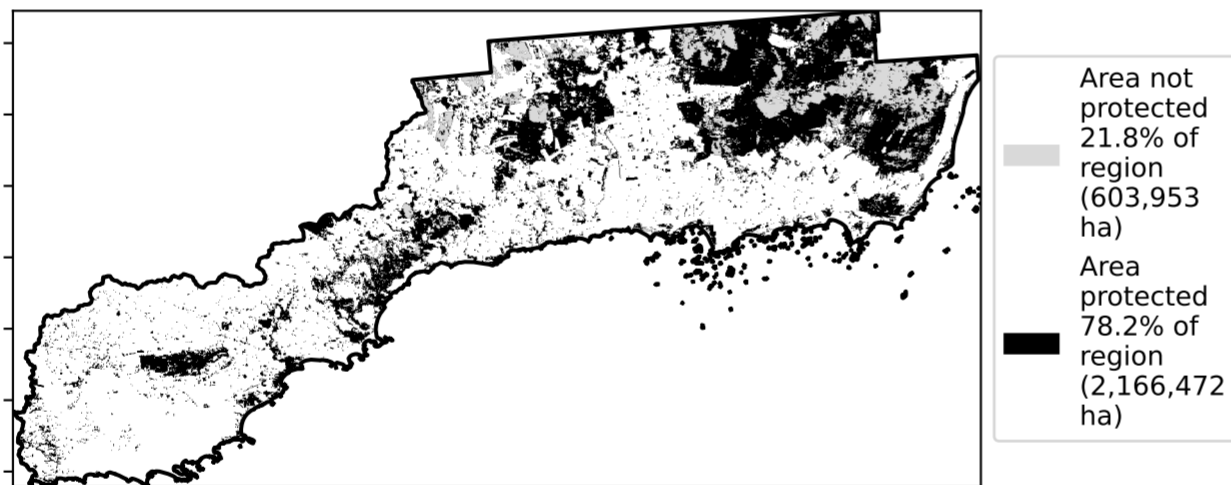 Area not
protected
21.8% of
region
(603,953
ha)
Area
protected
78.2% of
region
(2,166,472
ha)